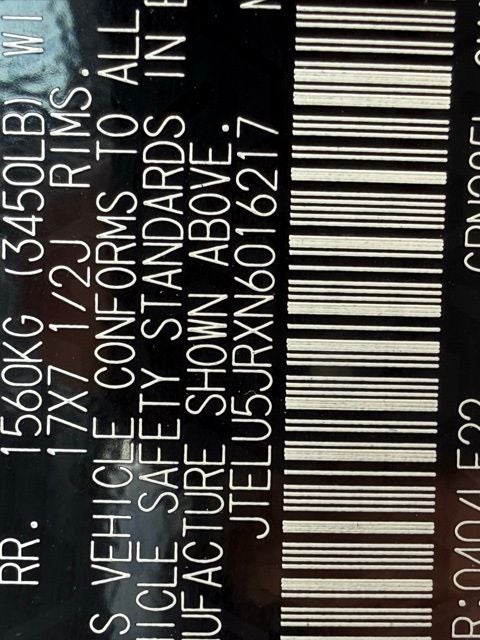 RR. 1560KG (3450LB) WI
17X7 1/2J RIMS.
S VEHICLE CONFORMS TO ALL
ICLE SAFETY STANDARDS IN
UFACTURE SHOWN ABOVE.
JTELU5JRXN6016217